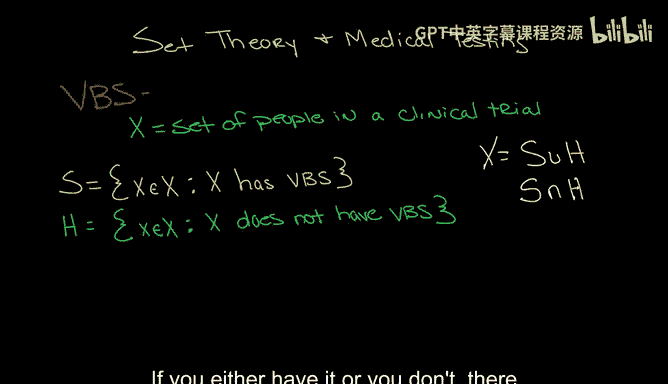 Set Theory & Medical Testing
GPT中英字幕课程资源 bilibili
VBS-
X = set of people in a clinical trial
S = {x ∈ X : X has VBS}
X = S ∪ H
S ∩ H
H = {x ∈ X : X does not have VBS}
If you either have it or you don't, there